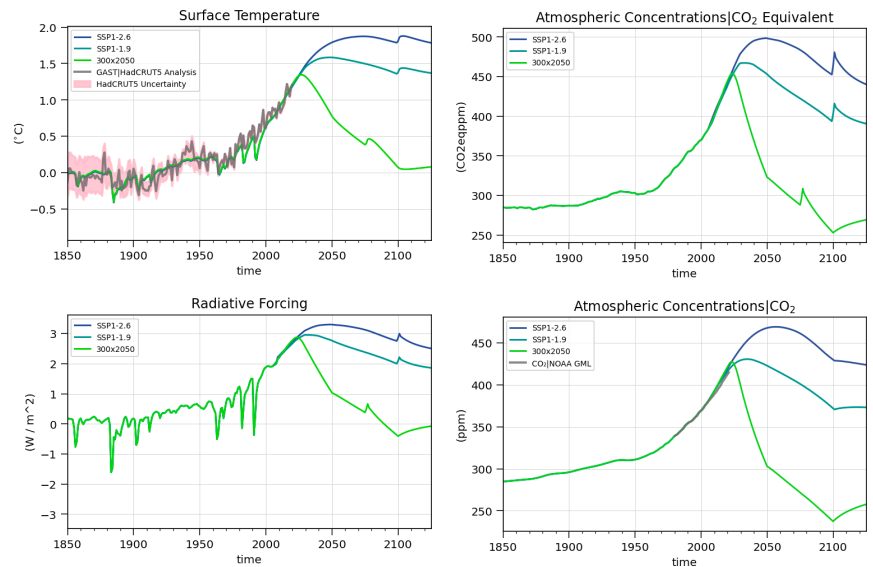 Surface Temperature
SSP1-2.6
SSP1-1.9
300x2050
GAST|HadCRUT5 Analysis
HadCRUT5 Uncertainty
(°C)
2.0
1.5
1.0
0.5
0.0
−0.5
1850 1900 1950 2000 2050 2100
time
Atmospheric Concentrations|CO₂ Equivalent
SSP1-2.6
SSP1-1.9
300x2050
(CO2eqppm)
500
450
400
350
300
250
1850 1900 1950 2000 2050 2100
time
Radiative Forcing
SSP1-2.6
SSP1-1.9
300x2050
(W / m^2)
3
2
1
0
−1
−2
−3
1850 1900 1950 2000 2050 2100
time
Atmospheric Concentrations|CO₂
SSP1-2.6
SSP1-1.9
300x2050
CO₂|NOAA GML
(ppm)
450
400
350
300
250
1850 1900 1950 2000 2050 2100
time